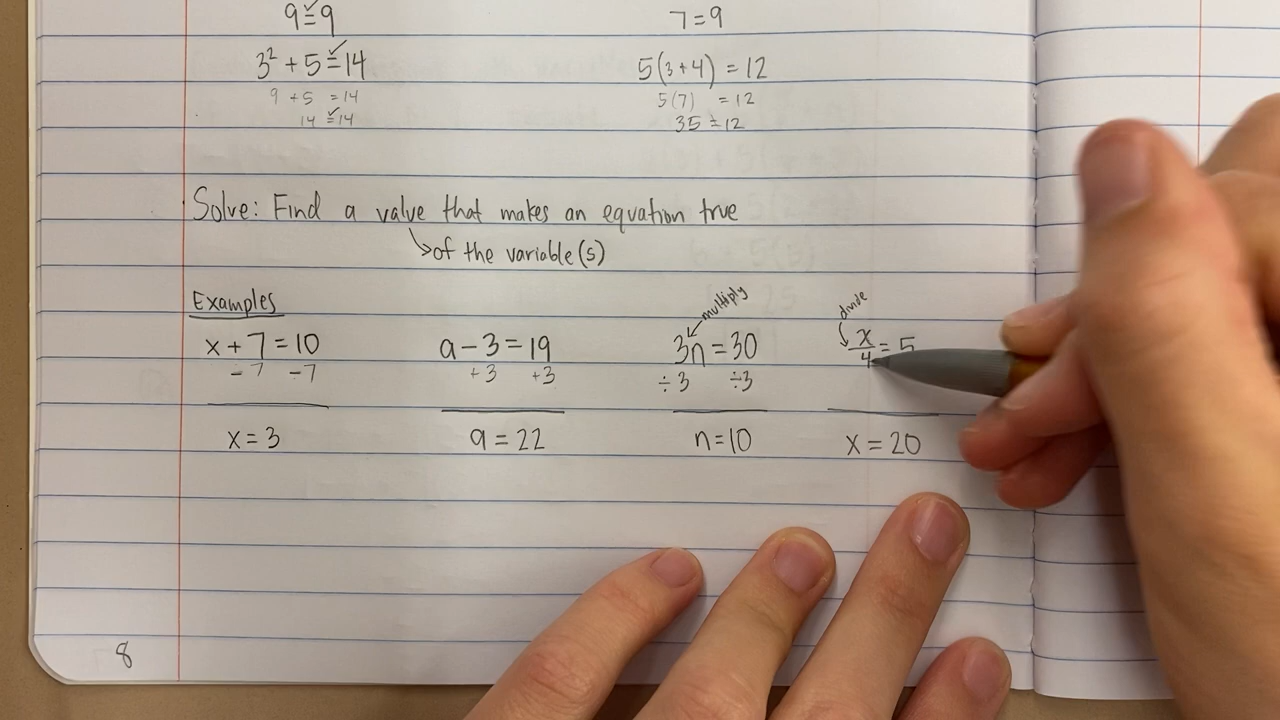 9 ≟ 9 ✓ 7 = 9
3² + 5 ≟ 14 ✓ 5(3+4) = 12
9 + 5 = 14 5(7) = 12
14 ≟ 14 ✓ 35 ≠ 12
Solve: Find a value that makes an equation true
↳ of the variable(s)
Examples
multiply divide
x + 7 = 10 a - 3 = 19 3n = 30 x/4 = 5
- 7 - 7 + 3 + 3 ÷ 3 ÷ 3
x = 3 a = 22 n = 10 x = 20
8